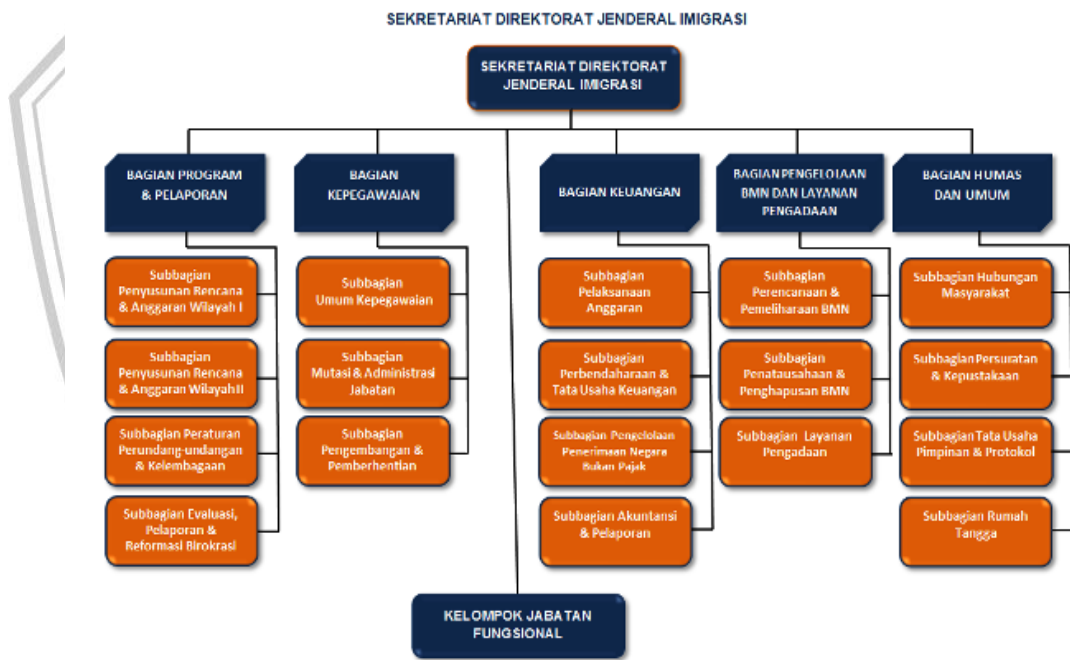 SEKRETARIAT DIREKTORAT JENDERAL IMIGRASI
SEKRETARIAT DIREKTORAT
JENDERAL IMIGRASI
BAGIAN PROGRAM
& PELAPORAN
Subbagian
Penyusunan Rencana
& Anggaran Wilayah I
Subbagian
Penyusunan Rencana
& Anggaran Wilayah II
Subbagian Peraturan
Perundang-undangan
& Kelembagaan
Subbagian Evaluasi,
Pelaporan &
Reformasi Birokrasi
BAGIAN
KEPEGAWAIAN
Subbagian
Umum Kepegawaian
Subbagian
Mutasi & Administrasi
Jabatan
Subbagian
Pengembangan &
Pemberhentian
BAGIAN KEUANGAN
Subbagian
Pelaksanaan
Anggaran
Subbagian
Perbendaharaan &
Tata Usaha Keuangan
Subbagian Pengelolaan
Penerimaan Negara
Bukan Pajak
Subbagian Akuntansi
& Pelaporan
BAGIAN PENGELOLAAN
BMN DAN LAYANAN
PENGADAAN
Subbagian
Perencanaan &
Pemeliharaan BMN
Subbagian
Penatausahaan &
Penghapusan BMN
Subbagian Layanan
Pengadaan
BAGIAN HUMAS
DAN UMUM
Subbagian Hubungan
Masyarakat
Subbagian Persuratan
& Kepustakaan
Subbagian Tata Usaha
Pimpinan & Protokol
Subbagian Rumah
Tangga
KELOMPOK JABATAN
FUNGSIONAL